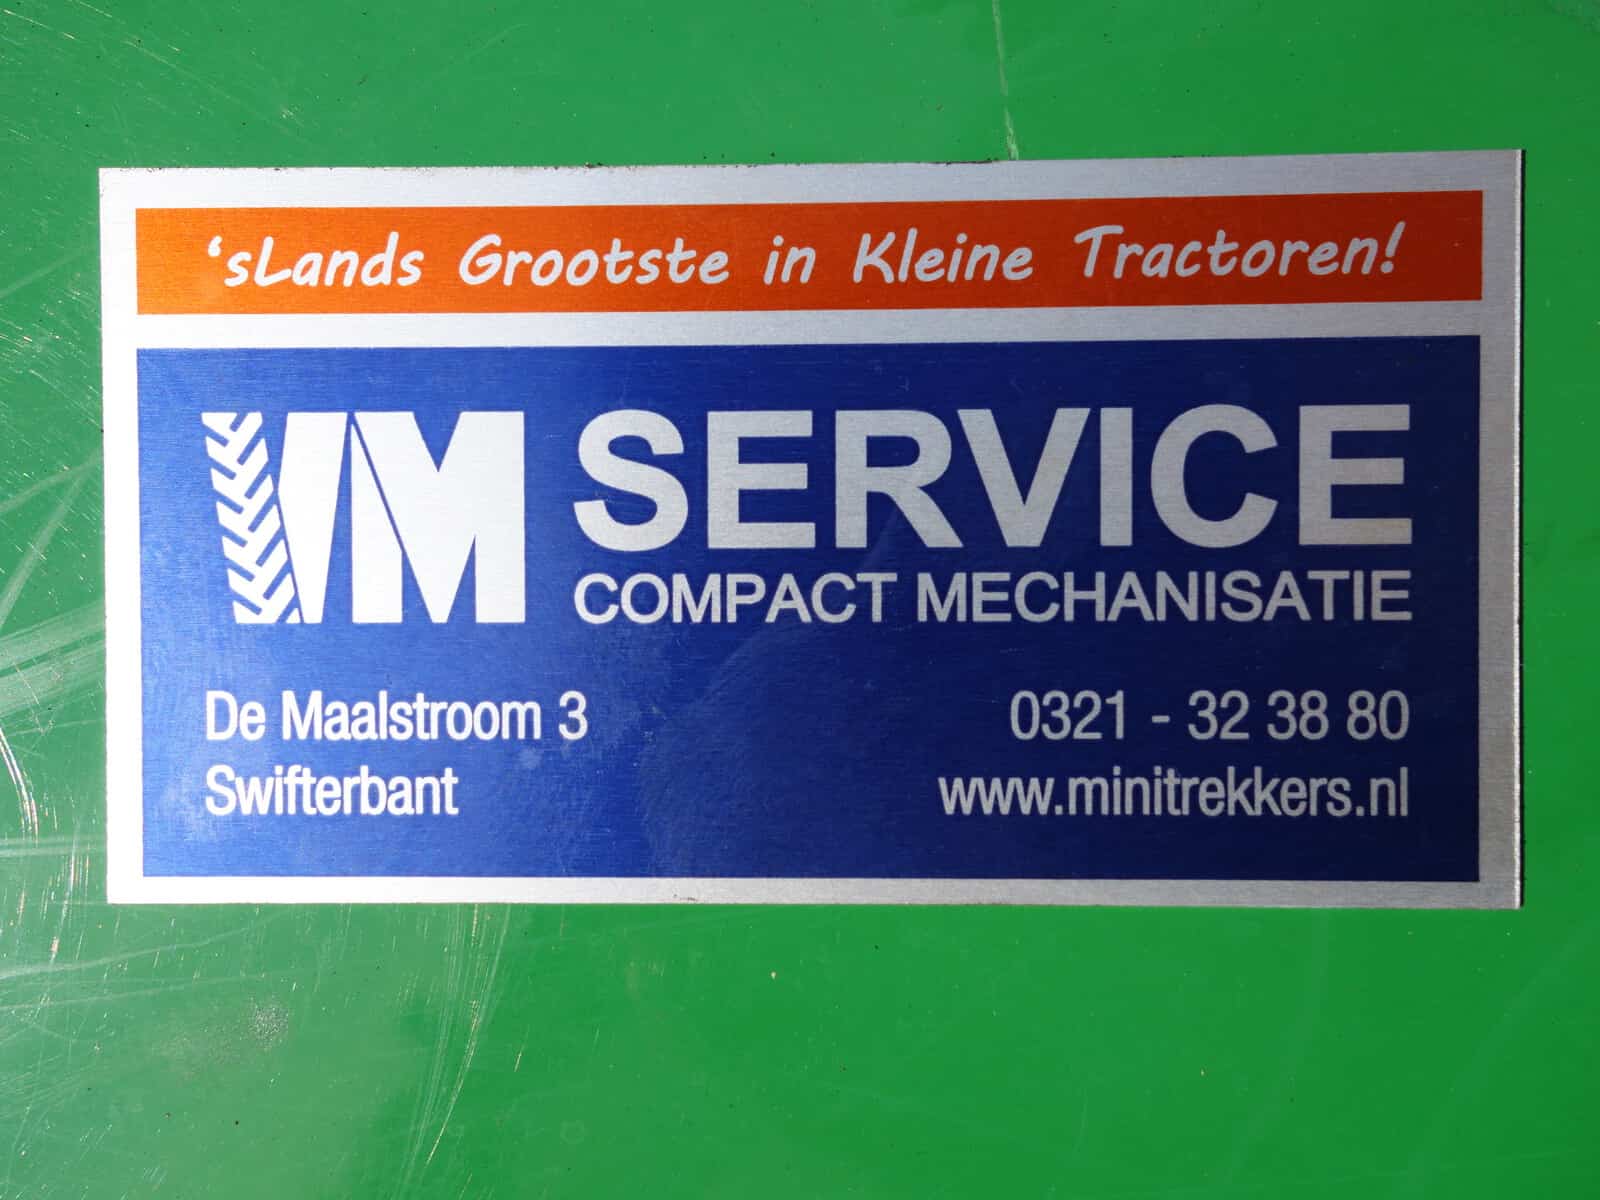 ‘sLands Grootste in Kleine Tractoren!
VM SERVICE
COMPACT MECHANISATIE
De Maalstroom 3
0321 - 32 38 80
Swifterbant
www.minitrekkers.nl